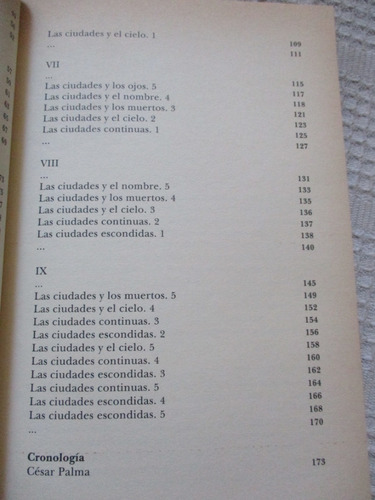 Las ciudades y el cielo. 1 109
... 111
VII
... 115
Las ciudades y los ojos. 5 117
Las ciudades y el nombre. 4 118
Las ciudades y los muertos. 3 121
Las ciudades y el cielo. 2 123
Las ciudades continuas. 1 125
... 127
VIII
... 131
Las ciudades y el nombre. 5 133
Las ciudades y los muertos. 4 135
Las ciudades y el cielo. 3 136
Las ciudades continuas. 2 137
Las ciudades escondidas. 1 138
... 140
IX
... 145
Las ciudades y los muertos. 5 149
Las ciudades y el cielo. 4 152
Las ciudades continuas. 3 154
Las ciudades escondidas. 2 156
Las ciudades y el cielo. 5 158
Las ciudades continuas. 4 160
Las ciudades escondidas. 3 162
Las ciudades continuas. 5 164
Las ciudades escondidas. 4 166
Las ciudades escondidas. 5 168
... 170
Cronología
César Palma 173